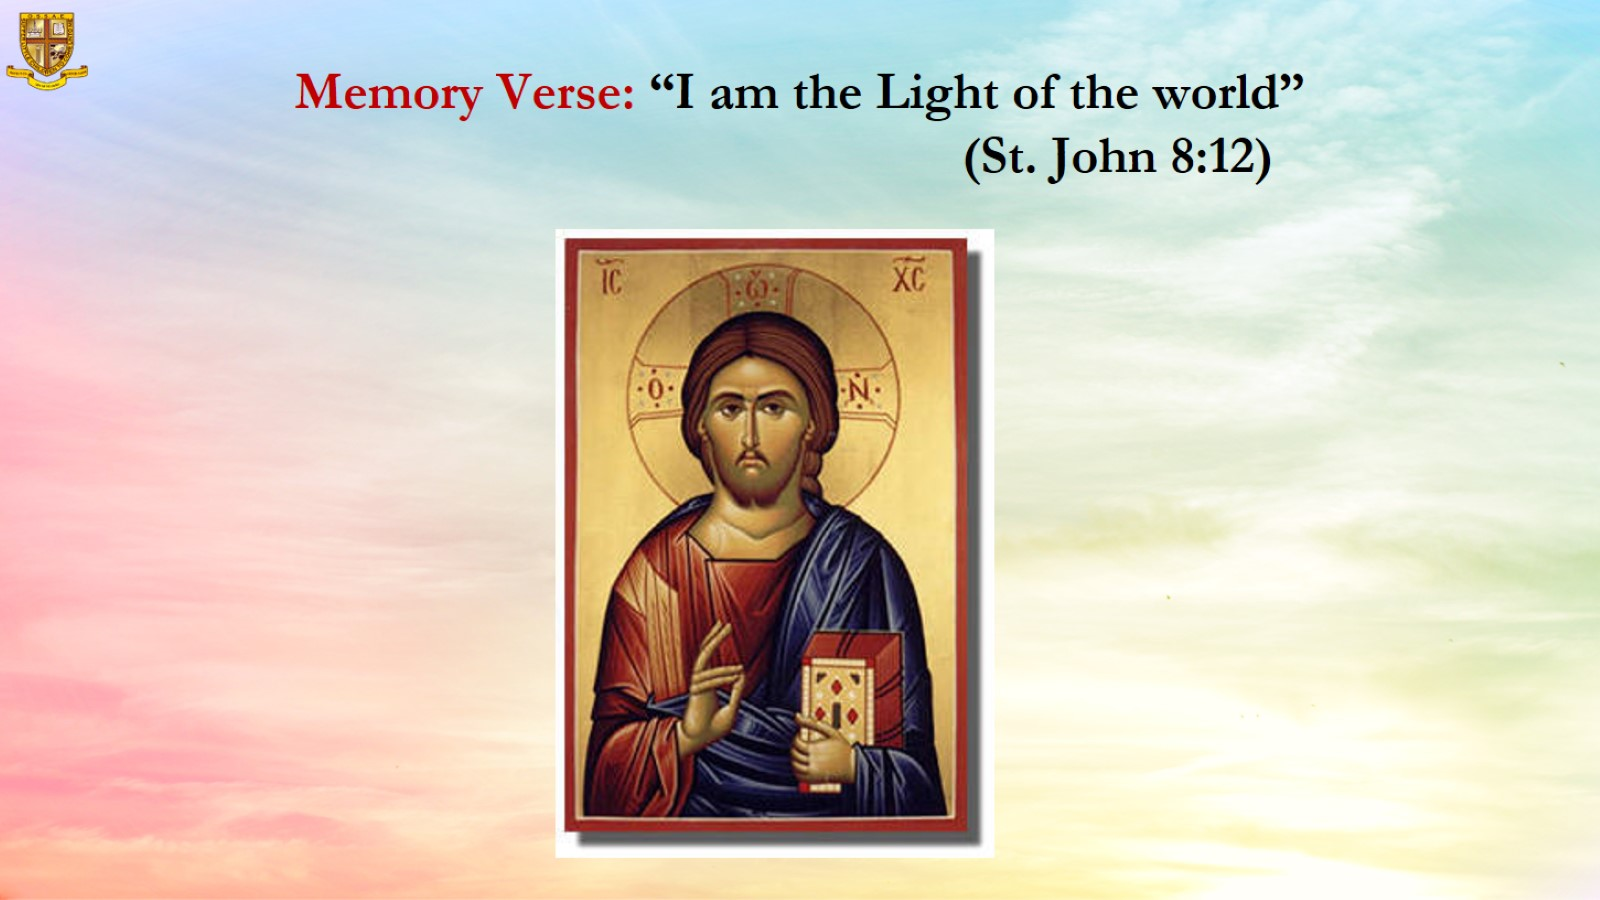 O.S.S.A.E
Memory Verse: “I am the Light of the world”
(St. John 8:12)
IC XC
Ὁ Ὤ Ν